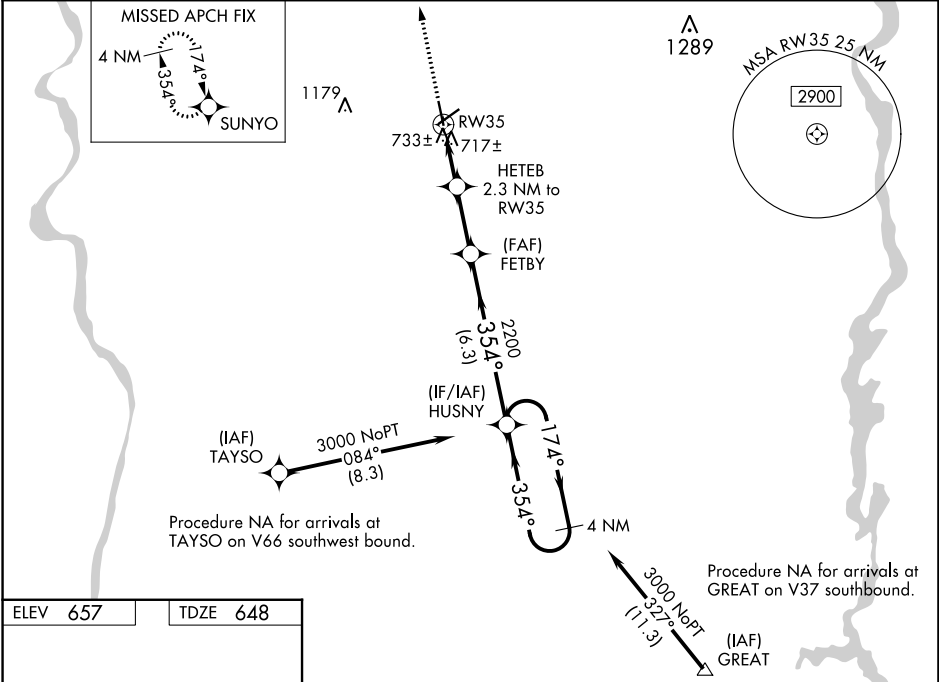 MISSED APCH FIX
4 NM
174°
354°
SUNYO
1179
1289
MSA RW35 25 NM
2900
RW35
733±
717±
HETEB
2.3 NM to
RW35
(FAF)
FETBY
2200
354°
(6.3)
(IF/IAF)
HUSNY
(IAF)
TAYSO
3000 NoPT
084°
(8.3)
174°
354°
4 NM
Procedure NA for arrivals at
TAYSO on V66 southwest bound.
3000 NoPT
327°
(11.3)
Procedure NA for arrivals at
GREAT on V37 southbound.
(IAF)
GREAT
ELEV 657
TDZE 648